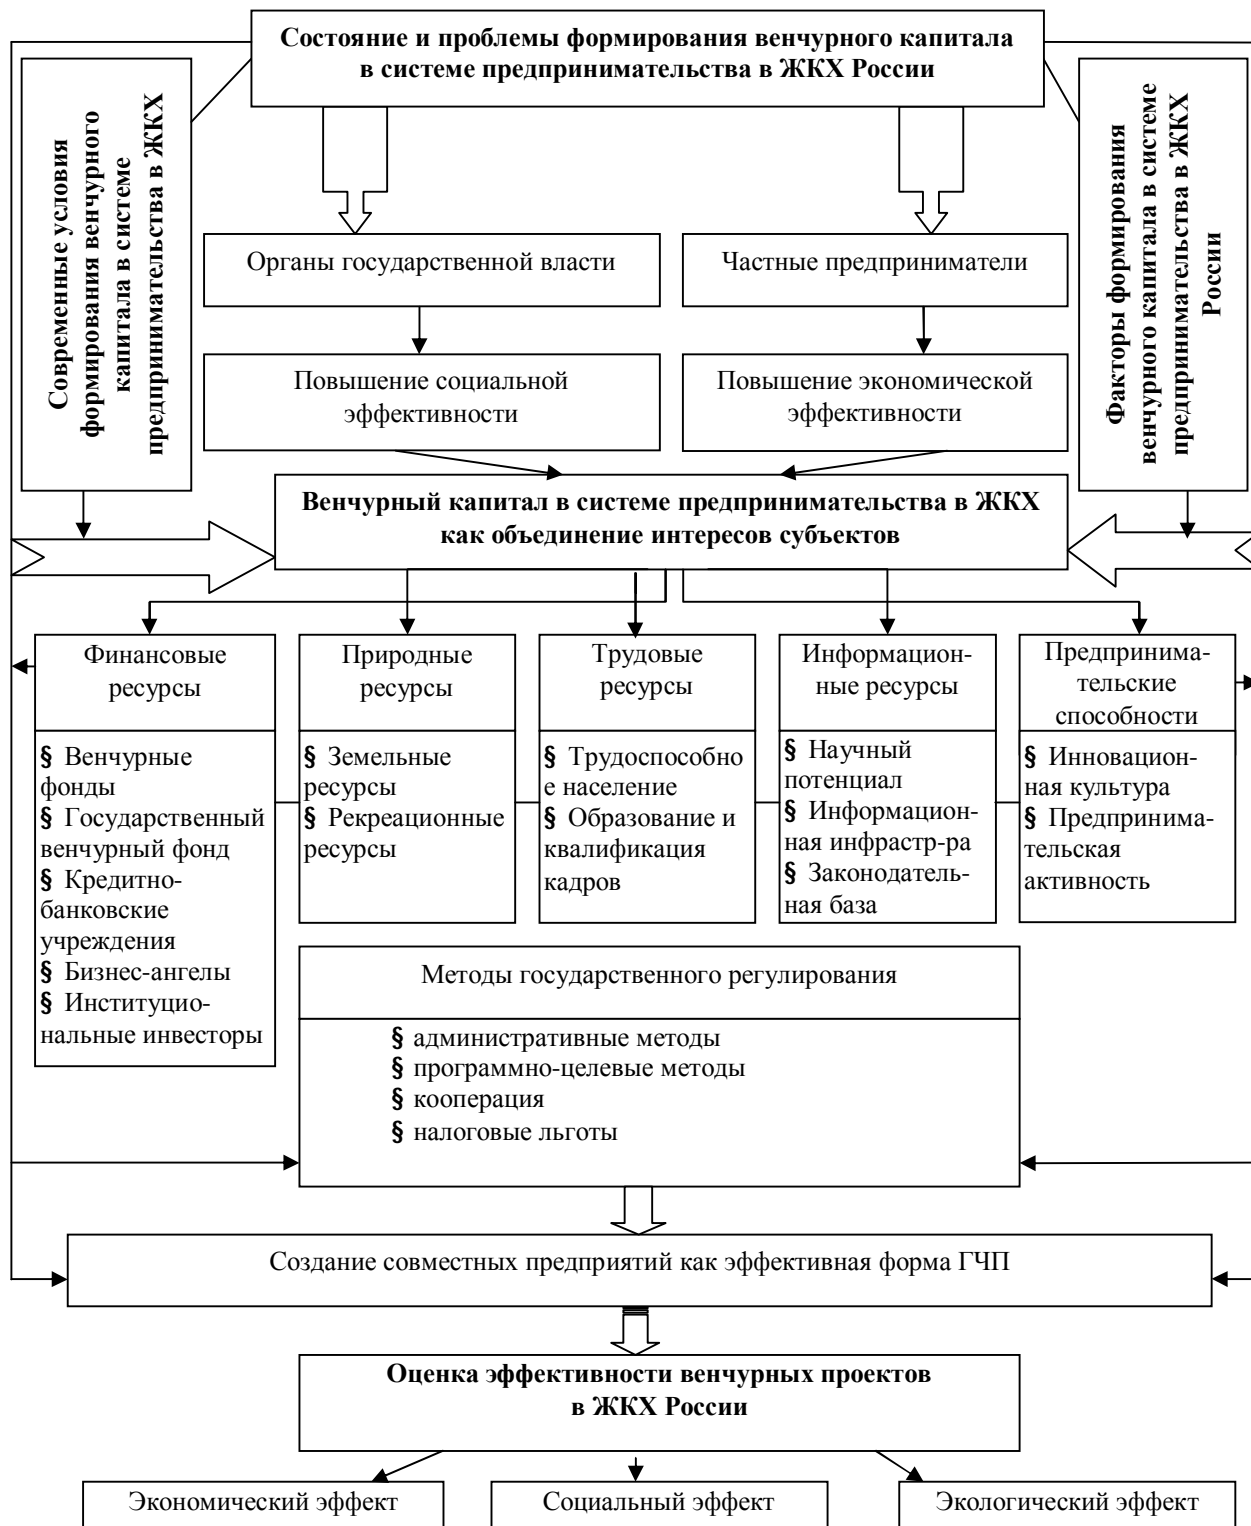 Состояние и проблемы формирования венчурного капитала
в системе предпринимательства в ЖКХ России
Современные условия
формирования венчурного
капитала в системе
предпринимательства в ЖКХ
Факторы формирования
венчурного капитала в системе
предпринимательства в ЖКХ
России
Органы государственной власти
Частные предприниматели
Повышение социальной
эффективности
Повышение экономической
эффективности
Венчурный капитал в системе предпринимательства в ЖКХ
как объединение интересов субъектов
Финансовые
ресурсы
§ Венчурные
фонды
§ Государственный
венчурный фонд
§ Кредитно-
банковские
учреждения
§ Бизнес-ангелы
§ Институцио-
нальные инвесторы
Природные
ресурсы
§ Земельные
ресурсы
§ Рекреационные
ресурсы
Трудовые
ресурсы
§ Трудоспособно
е население
§ Образование и
квалификация
кадров
Информацион-
ные ресурсы
§ Научный
потенциал
§ Информацион-
ная инфрастр-ра
§ Законодатель-
ная база
Предпринима-
тельские
способности
§ Инновацион-
ная культура
§ Предпринима-
тельская
активность
Методы государственного регулирования
§ административные методы
§ программно-целевые методы
§ кооперация
§ налоговые льготы
Создание совместных предприятий как эффективная форма ГЧП
Оценка эффективности венчурных проектов
в ЖКХ России
Экономический эффект
Социальный эффект
Экологический эффект